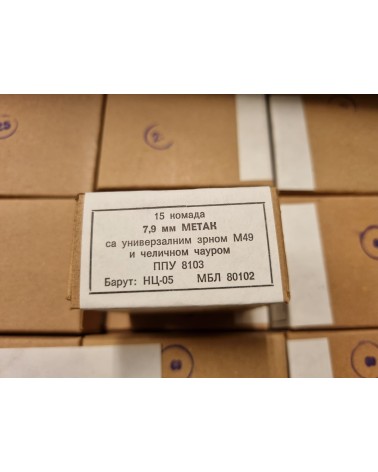 15 комада
7,9 мм МЕТАК
са универзалним зрном М49
и челичном чауром
ППУ 8103
Барут: НЦ-05 МБЛ 80102